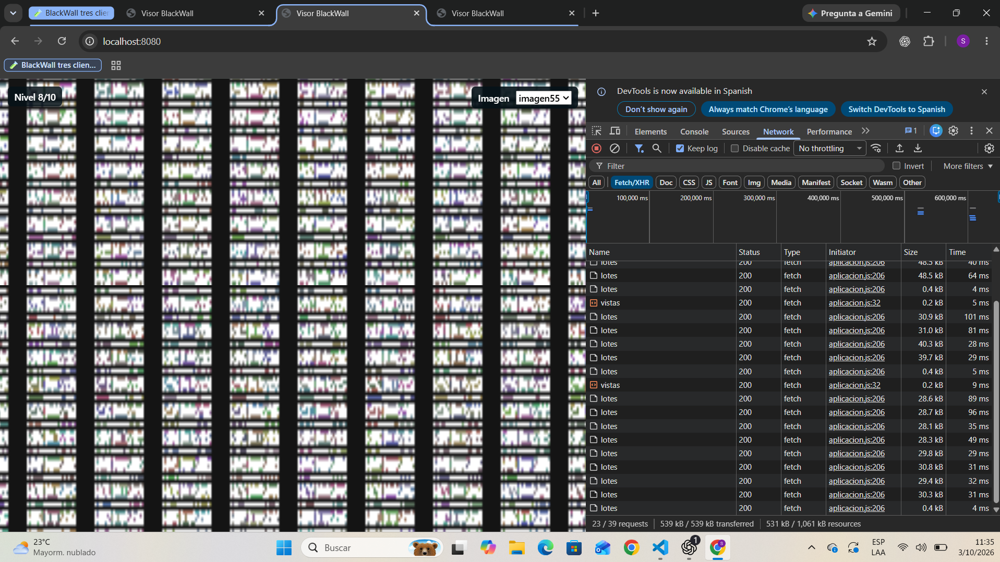 BlackWall tres clien
Visor BlackWall
Visor BlackWall
Visor BlackWall
Pregunta a Gemini
localhost:8080
S
BlackWall tres clien...
Nivel 8/10
Imagen imagen55
DevTools is now available in Spanish
Don't show again
Always match Chrome's language
Switch DevTools to Spanish
Elements Console Sources Network Performance 1
Keep log Disable cache No throttling
Filter Invert More filters
All Fetch/XHR Doc CSS JS Font Img Media Manifest Socket Wasm Other
100,000 ms 200,000 ms 300,000 ms 400,000 ms 500,000 ms 600,000 ms
Name Status Type Initiator Size Time
lotes 200 fetch aplicacion.js:206 48.5 kB 40 ms
lotes 200 fetch aplicacion.js:206 48.5 kB 64 ms
lotes 200 fetch aplicacion.js:206 0.4 kB 4 ms
vistas 200 fetch aplicacion.js:32 0.2 kB 5 ms
lotes 200 fetch aplicacion.js:206 30.9 kB 101 ms
lotes 200 fetch aplicacion.js:206 31.0 kB 81 ms
lotes 200 fetch aplicacion.js:206 40.3 kB 28 ms
lotes 200 fetch aplicacion.js:206 39.7 kB 29 ms
lotes 200 fetch aplicacion.js:206 0.4 kB 5 ms
vistas 200 fetch aplicacion.js:32 0.2 kB 9 ms
lotes 200 fetch aplicacion.js:206 28.6 kB 89 ms
lotes 200 fetch aplicacion.js:206 28.7 kB 96 ms
lotes 200 fetch aplicacion.js:206 28.1 kB 35 ms
lotes 200 fetch aplicacion.js:206 28.3 kB 49 ms
lotes 200 fetch aplicacion.js:206 29.8 kB 29 ms
lotes 200 fetch aplicacion.js:206 30.8 kB 31 ms
lotes 200 fetch aplicacion.js:206 29.4 kB 32 ms
lotes 200 fetch aplicacion.js:206 30.3 kB 31 ms
lotes 200 fetch aplicacion.js:206 0.4 kB 4 ms
23 / 39 requests 539 kB / 539 kB transferred 531 kB / 1,061 kB resources
23°C
Mayorm. nublado
Buscar
1
ESP
LAA
11:35
3/10/2026